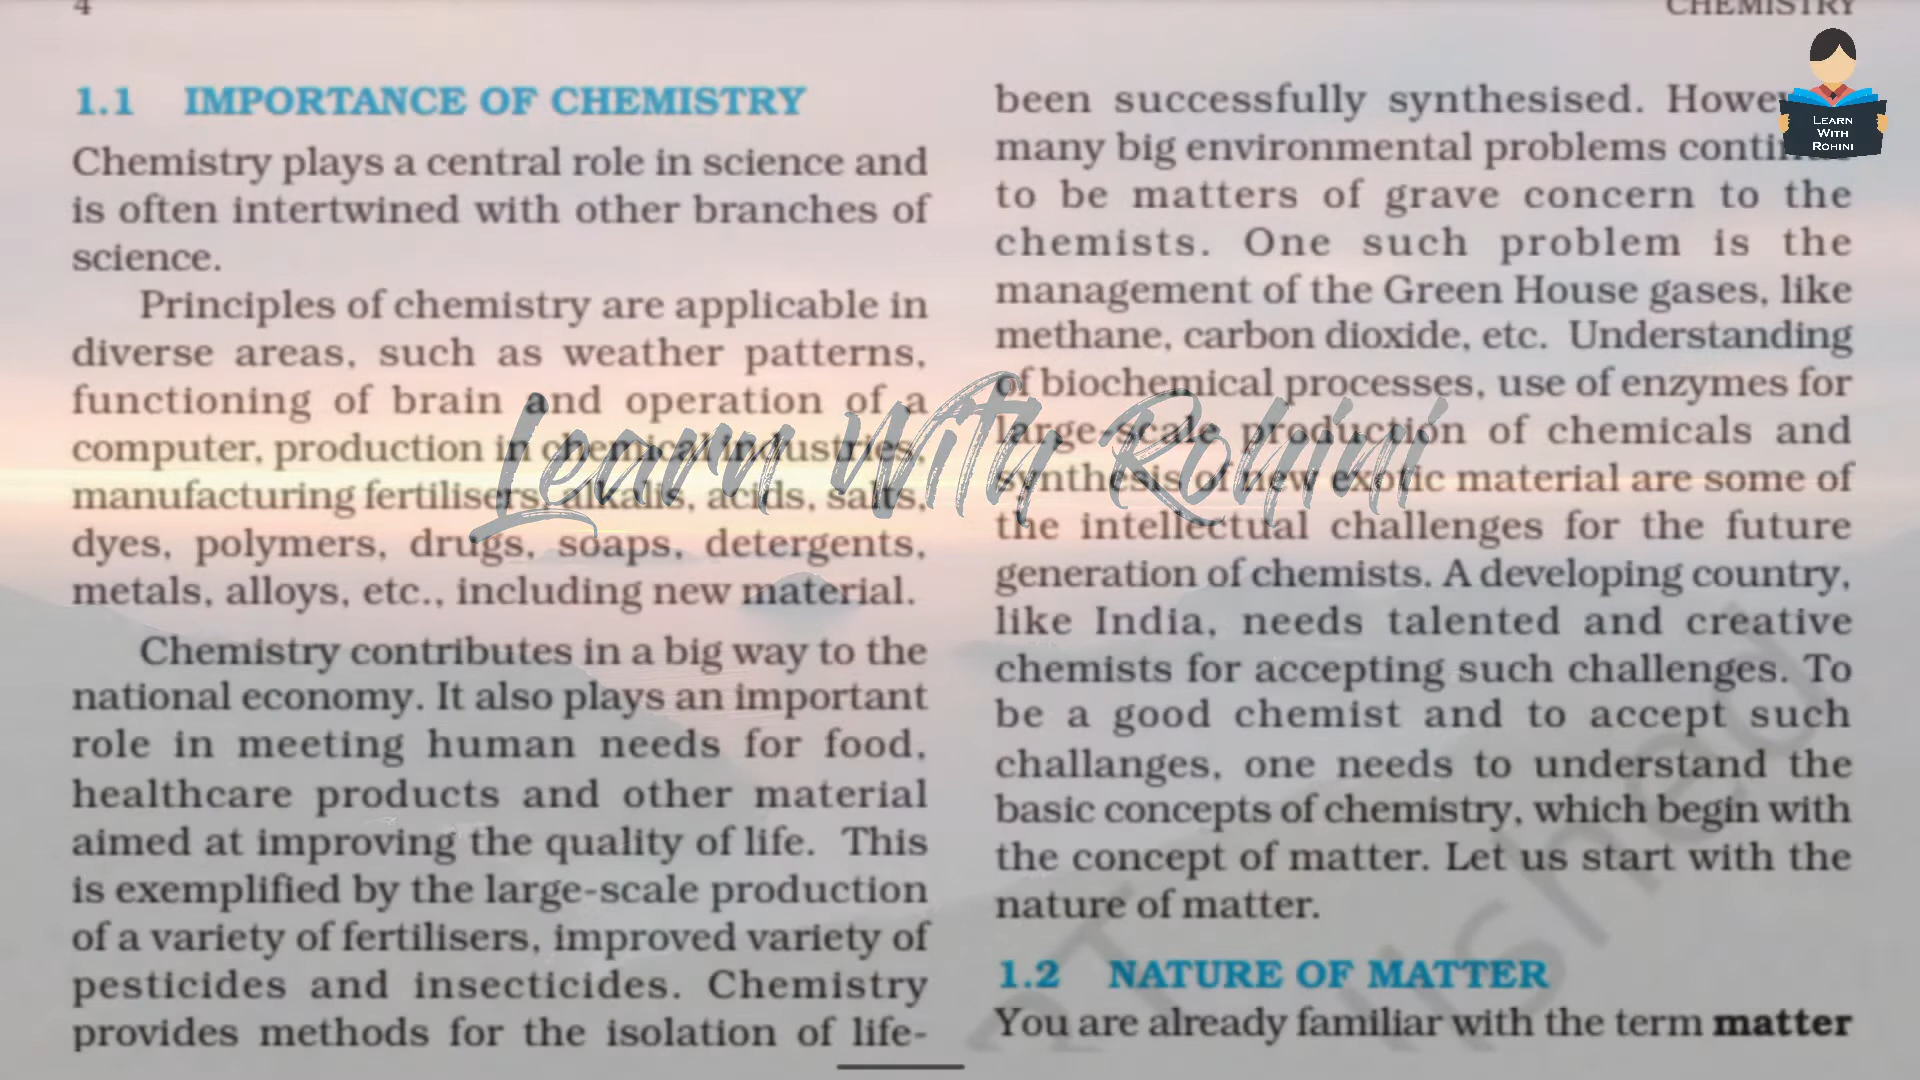 4
CHEMISTRY
1.1 IMPORTANCE OF CHEMISTRY
Chemistry plays a central role in science and
is often intertwined with other branches of
science.
Principles of chemistry are applicable in
diverse areas, such as weather patterns,
functioning of brain and operation of a
computer, production in chemical industries,
manufacturing fertilisers, alkalis, acids, salts,
dyes, polymers, drugs, soaps, detergents,
metals, alloys, etc., including new material.
Chemistry contributes in a big way to the
national economy. It also plays an important
role in meeting human needs for food,
healthcare products and other material
aimed at improving the quality of life. This
is exemplified by the large-scale production
of a variety of fertilisers, improved variety of
pesticides and insecticides. Chemistry
provides methods for the isolation of life-
been successfully synthesised.
many big environmental problems
to be matters of grave concern to the
chemists. One such problem is the
management of the Green House gases, like
methane, carbon dioxide, etc. Understanding
of biochemical processes, use of enzymes for
large-scale production of chemicals and
synthesis of new exotic material are some of
the intellectual challenges for the future
generation of chemists. A developing country,
like India, needs talented and creative
chemists for accepting such challenges. To
be a good chemist and to accept such
challanges, one needs to understand the
basic concepts of chemistry, which begin with
the concept of matter. Let us start with the
nature of matter.
1.2 NATURE OF MATTER
You are already familiar with the term matter
LEARN
WITH
ROHINI
Learn With Rohini